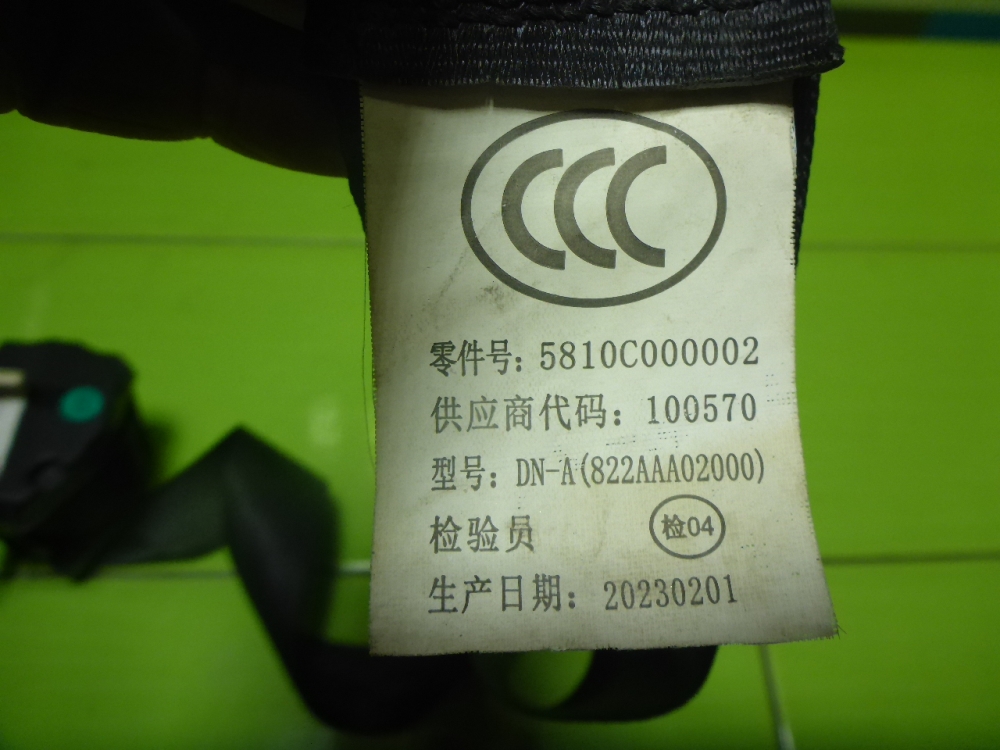 CCC
零件号：5810C000002
供应商代码：100570
型号：DN-A(822AAA02000)
检验员 检04
生产日期：20230201